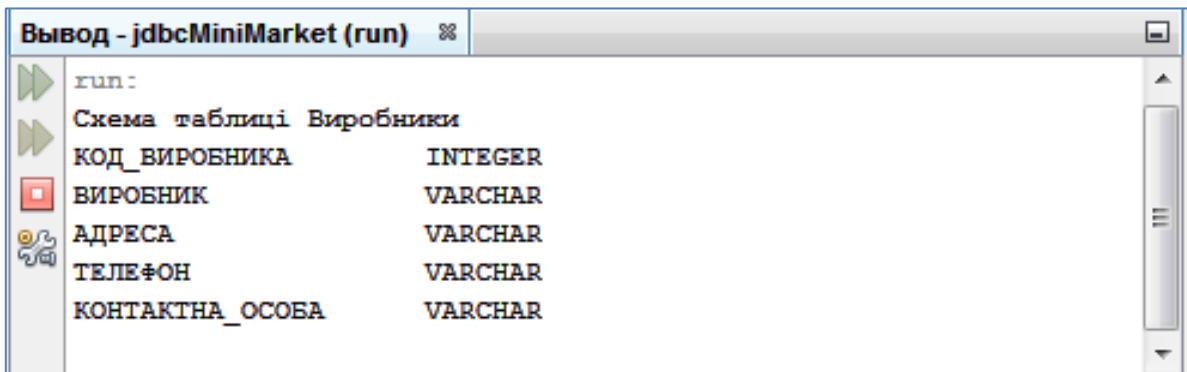 Вывод - jdbcMiniMarket (run)
run:
Схема таблиці Виробники
КОД_ВИРОБНИКА INTEGER
ВИРОБНИК VARCHAR
АДРЕСА VARCHAR
ТЕЛЕФОН VARCHAR
КОНТАКТНА_ОСОБА VARCHAR